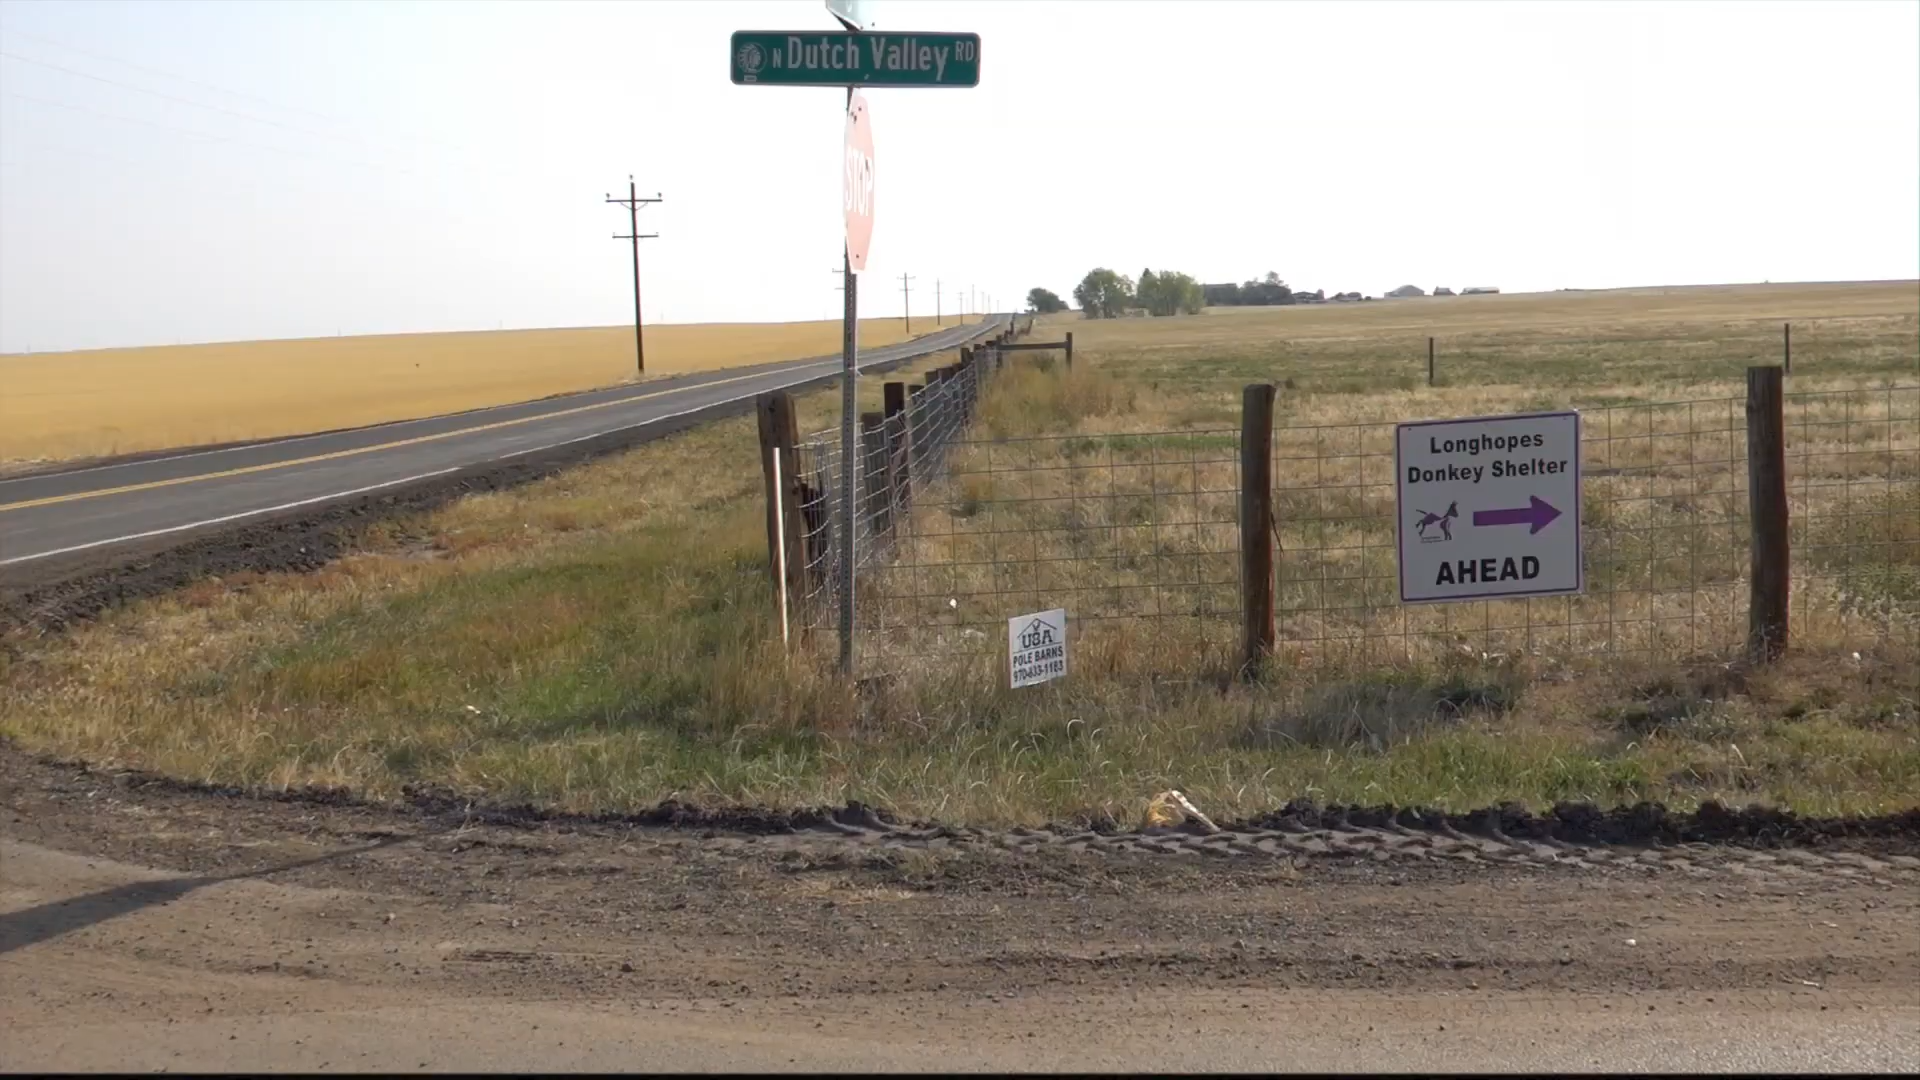 N Dutch Valley RD
STOP
Longhopes
Donkey Shelter
AHEAD
USA
POLE BARNS
970-833-1183